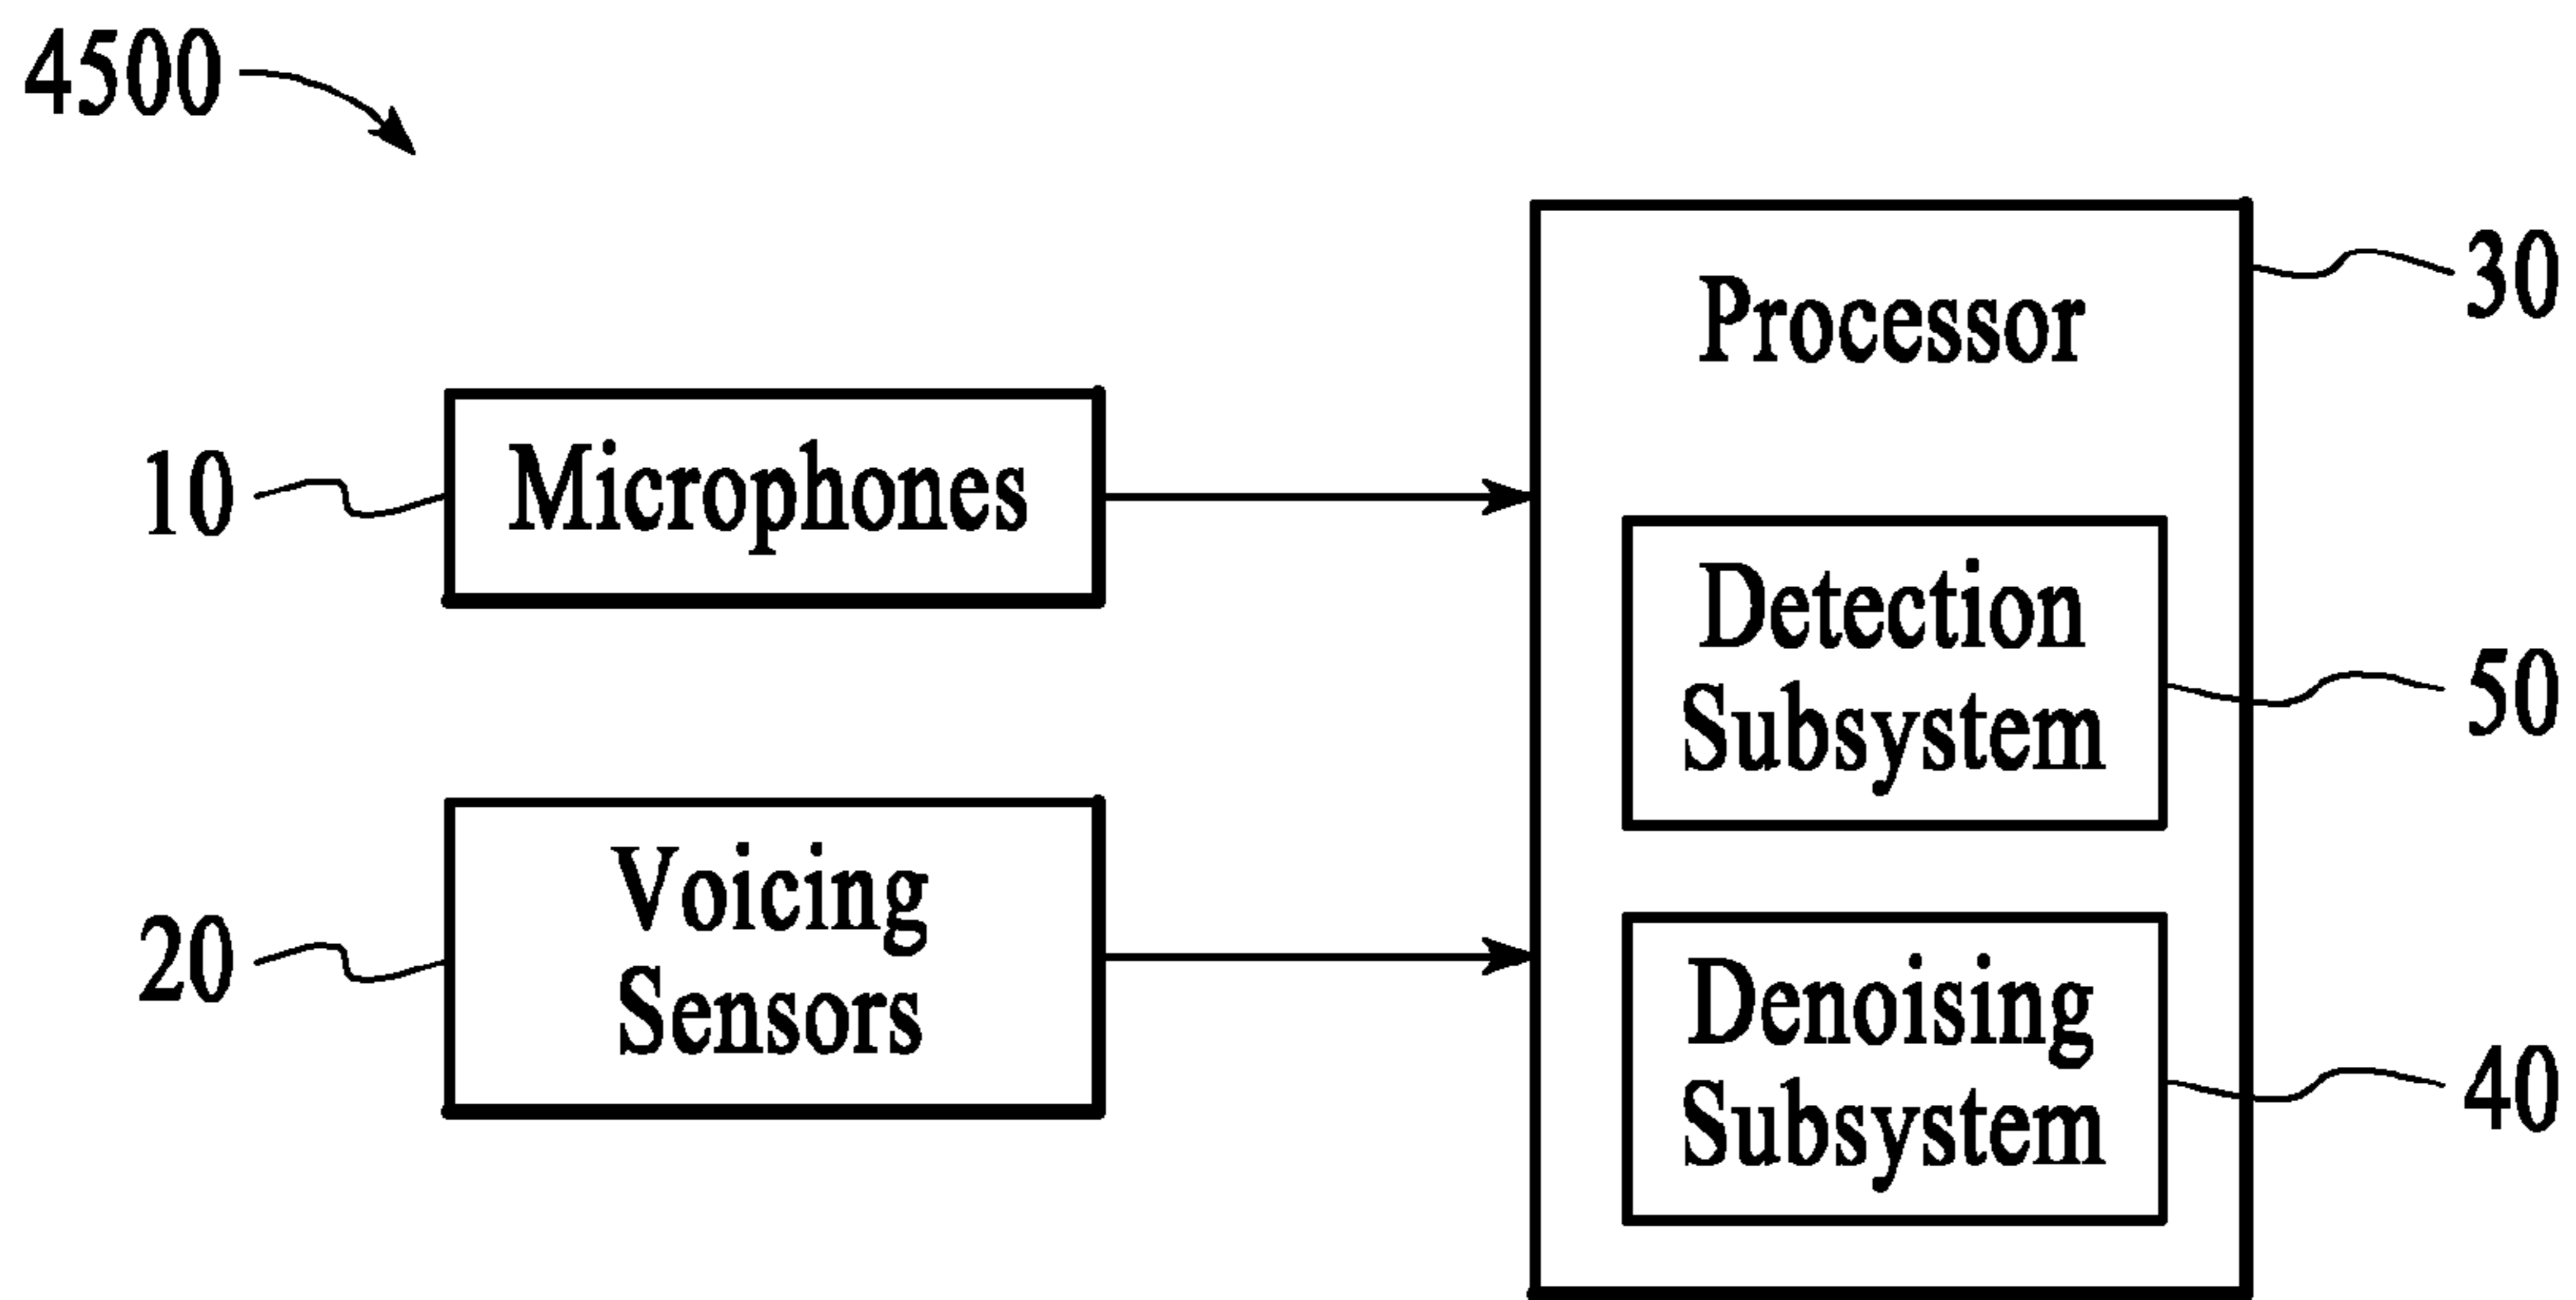 4500
Processor
30
10
Microphones
Detection
Subsystem
50
20
Voicing
Sensors
Denoising
Subsystem
40